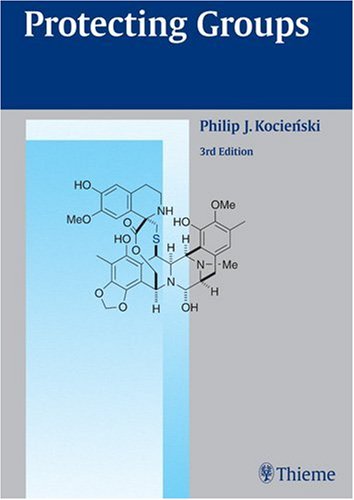 Protecting Groups
Philip J. Kocieński
3rd Edition
HO
MeO
NH
O
O
S
H
H
HO
OMe
HO
N
Me
N
H
O
O
H
OH
Thieme